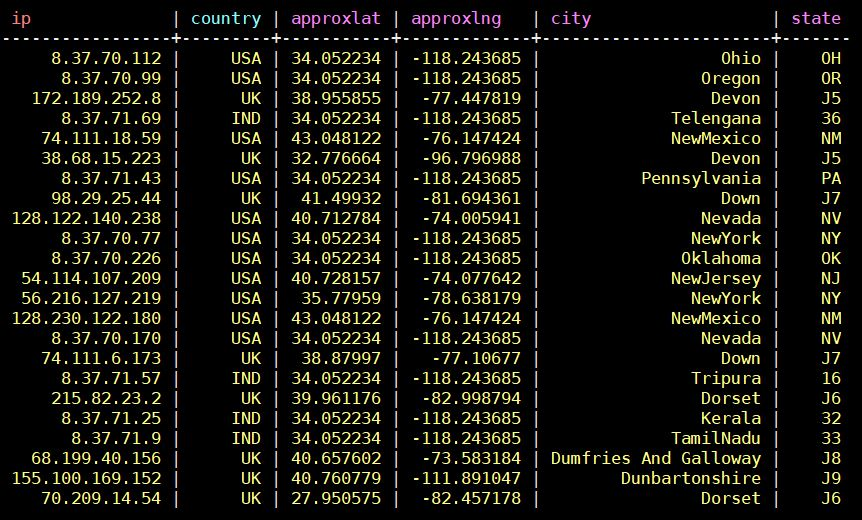 ip | country | approxlat | approxlng | city | state
-----------------+---------+-----------+------------+-----------------------+-------
8.37.70.112 | USA | 34.052234 | -118.243685 | Ohio | OH
8.37.70.99 | USA | 34.052234 | -118.243685 | Oregon | OR
172.189.252.8 | UK | 38.955855 | -77.447819 | Devon | J5
8.37.71.69 | IND | 34.052234 | -118.243685 | Telengana | 36
74.111.18.59 | USA | 43.048122 | -76.147424 | NewMexico | NM
38.68.15.223 | UK | 32.776664 | -96.796988 | Devon | J5
8.37.71.43 | USA | 34.052234 | -118.243685 | Pennsylvania | PA
98.29.25.44 | UK | 41.49932 | -81.694361 | Down | J7
128.122.140.238 | USA | 40.712784 | -74.005941 | Nevada | NV
8.37.70.77 | USA | 34.052234 | -118.243685 | NewYork | NY
8.37.70.226 | USA | 34.052234 | -118.243685 | Oklahoma | OK
54.114.107.209 | USA | 40.728157 | -74.077642 | NewJersey | NJ
56.216.127.219 | USA | 35.77959 | -78.638179 | NewYork | NY
128.230.122.180 | USA | 43.048122 | -76.147424 | NewMexico | NM
8.37.70.170 | USA | 34.052234 | -118.243685 | Nevada | NV
74.111.6.173 | UK | 38.87997 | -77.10677 | Down | J7
8.37.71.57 | IND | 34.052234 | -118.243685 | Tripura | 16
215.82.23.2 | UK | 39.961176 | -82.998794 | Dorset | J6
8.37.71.25 | IND | 34.052234 | -118.243685 | Kerala | 32
8.37.71.9 | IND | 34.052234 | -118.243685 | TamilNadu | 33
68.199.40.156 | UK | 40.657602 | -73.583184 | Dumfries And Galloway | J8
155.100.169.152 | UK | 40.760779 | -111.891047 | Dunbartonshire | J9
70.209.14.54 | UK | 27.950575 | -82.457178 | Dorset | J6